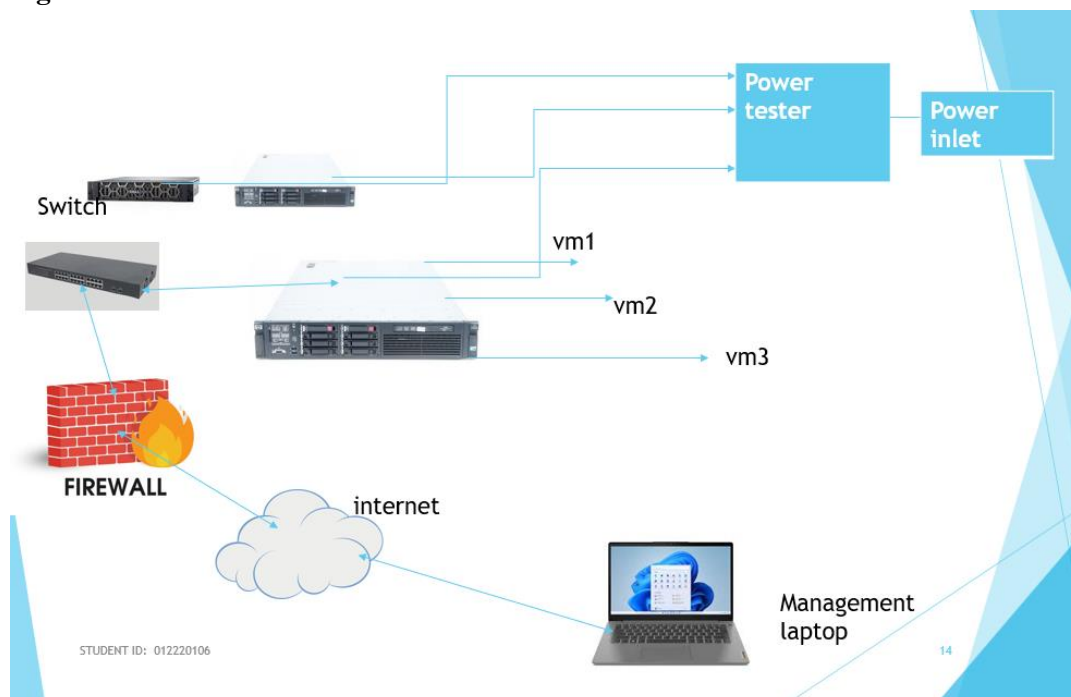 Power
tester
Power
inlet
Switch
vm1
vm2
vm3
FIREWALL
internet
Management
laptop
STUDENT ID: 012220106
14